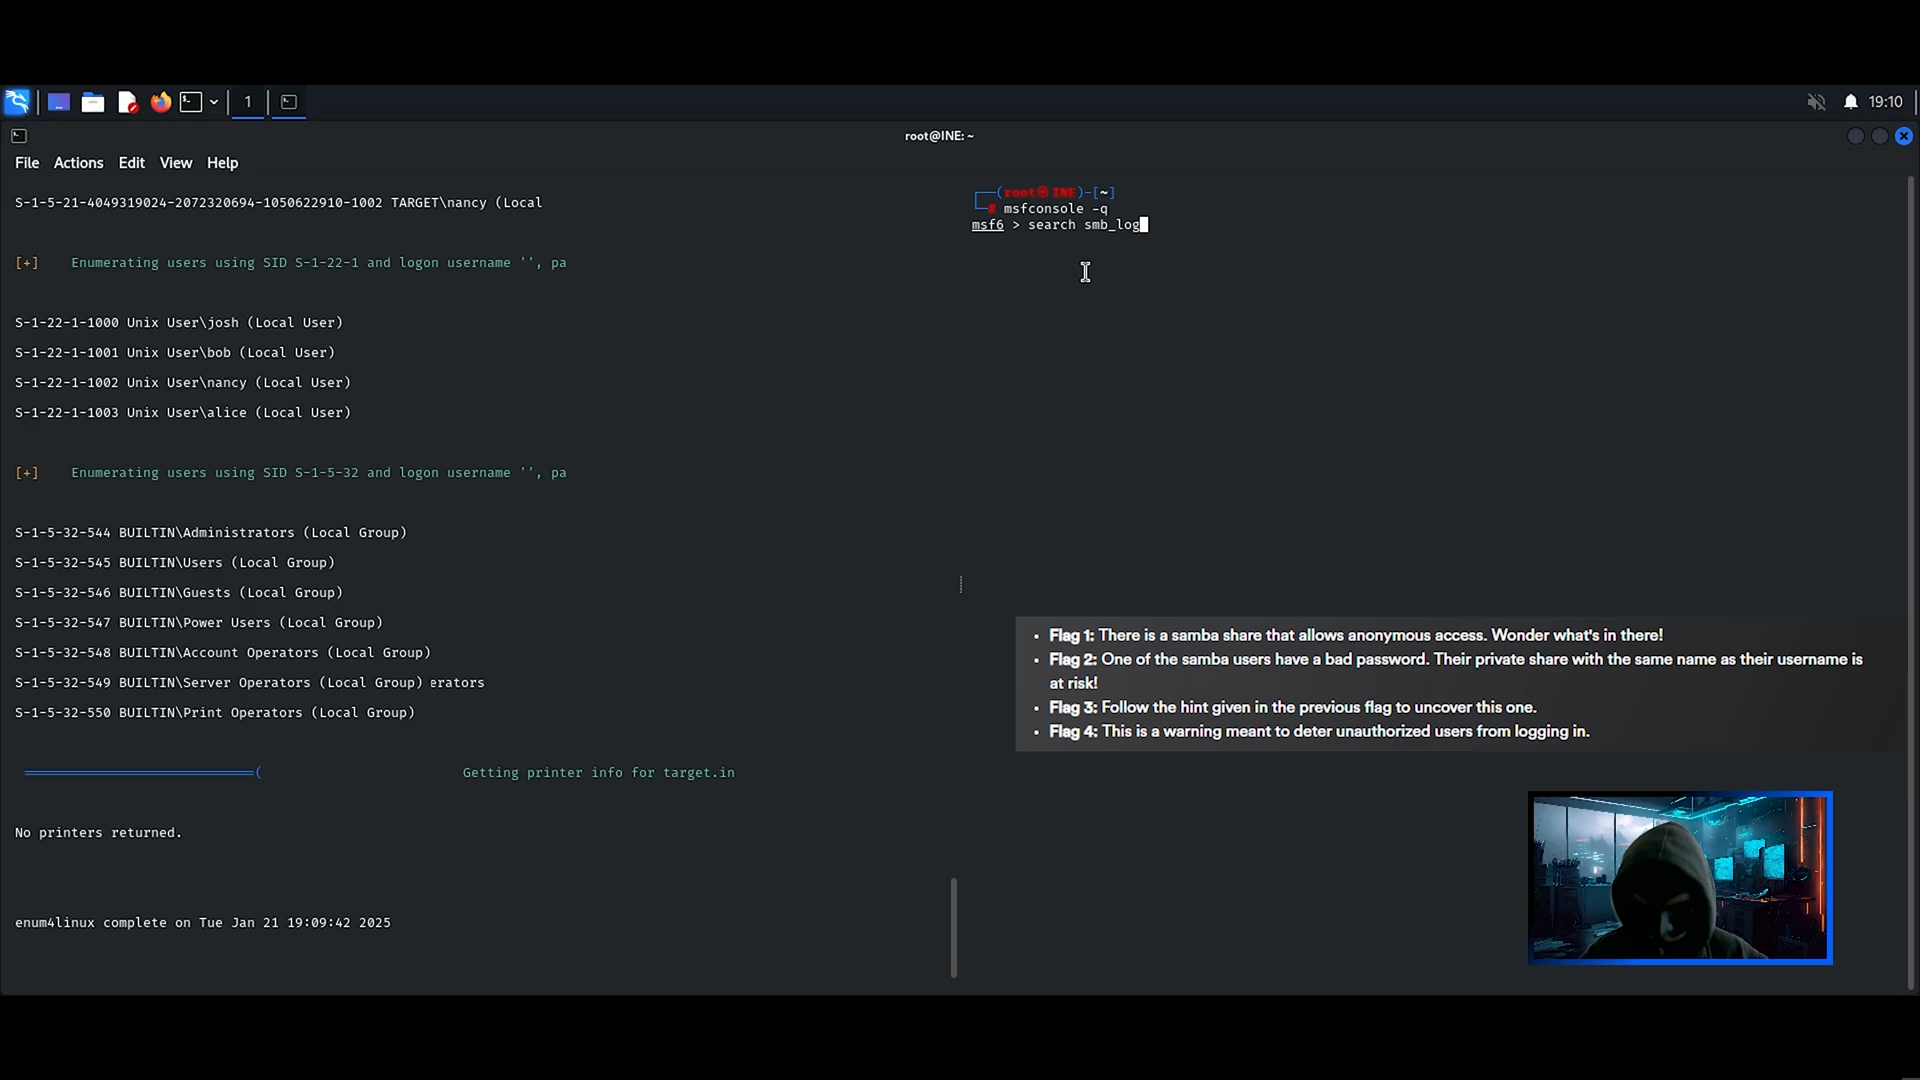 1
19:10
root@INE: ~
File Actions Edit View Help
S-1-5-21-4049319024-2072320694-1050622910-1002 TARGET\nancy (Local
[+] Enumerating users using SID S-1-22-1 and logon username '', pa
S-1-22-1-1000 Unix User\josh (Local User)
S-1-22-1-1001 Unix User\bob (Local User)
S-1-22-1-1002 Unix User\nancy (Local User)
S-1-22-1-1003 Unix User\alice (Local User)
[+] Enumerating users using SID S-1-5-32 and logon username '', pa
S-1-5-32-544 BUILTIN\Administrators (Local Group)
S-1-5-32-545 BUILTIN\Users (Local Group)
S-1-5-32-546 BUILTIN\Guests (Local Group)
S-1-5-32-547 BUILTIN\Power Users (Local Group)
S-1-5-32-548 BUILTIN\Account Operators (Local Group)
S-1-5-32-549 BUILTIN\Server Operators (Local Group) erators
S-1-5-32-550 BUILTIN\Print Operators (Local Group)
( Getting printer info for target.in
No printers returned.
enum4linux complete on Tue Jan 21 19:09:42 2025
(root㉿INE)-[~]
# msfconsole -q
msf6 > search smb_log
• Flag 1: There is a samba share that allows anonymous access. Wonder what's in there!
• Flag 2: One of the samba users have a bad password. Their private share with the same name as their username is
at risk!
• Flag 3: Follow the hint given in the previous flag to uncover this one.
• Flag 4: This is a warning meant to deter unauthorized users from logging in.